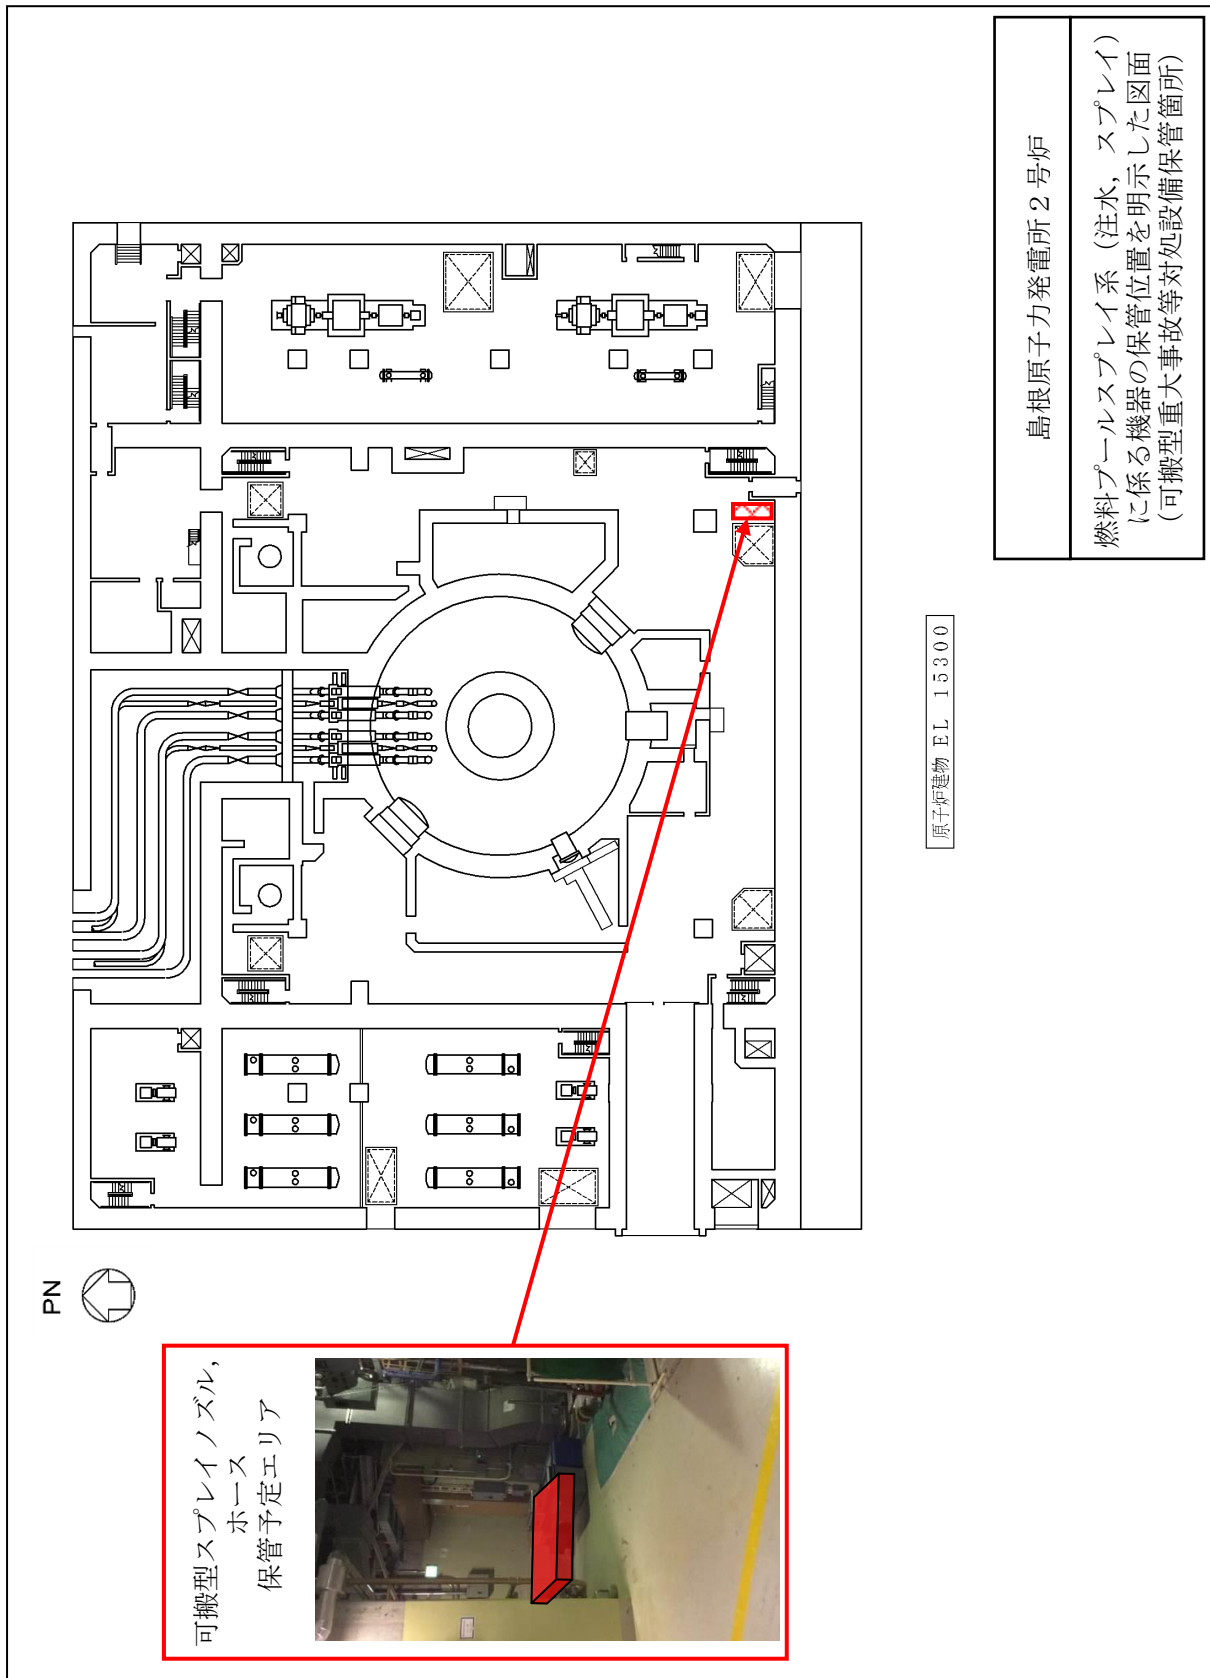 PN
可搬型スプレイノズル,
ホース
保管予定エリア
原子炉建物 EL 15300
島根原子力発電所2号炉
燃料プールスプレイ系（注水，スプレイ）
に係る機器の保管位置を明示した図面
（可搬型重大事故等対処設備保管箇所）